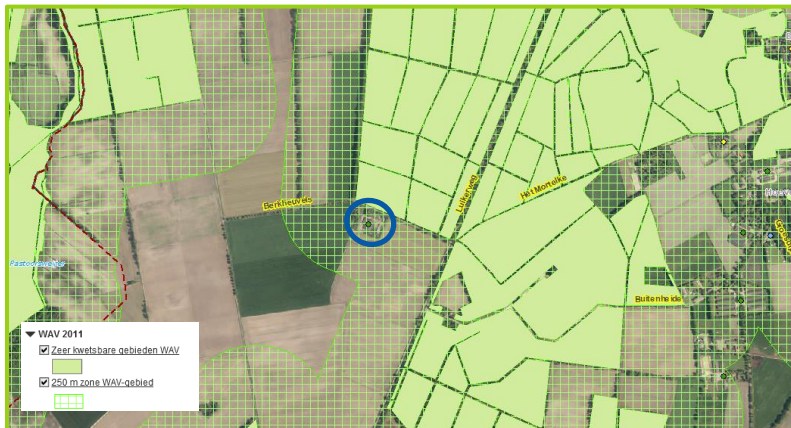 Berkheuvels
Luikerweg
Het Mortelke
Buitenheide
WAV 2011
Zeer kwetsbare gebieden WAV
250 m zone WAV-gebied